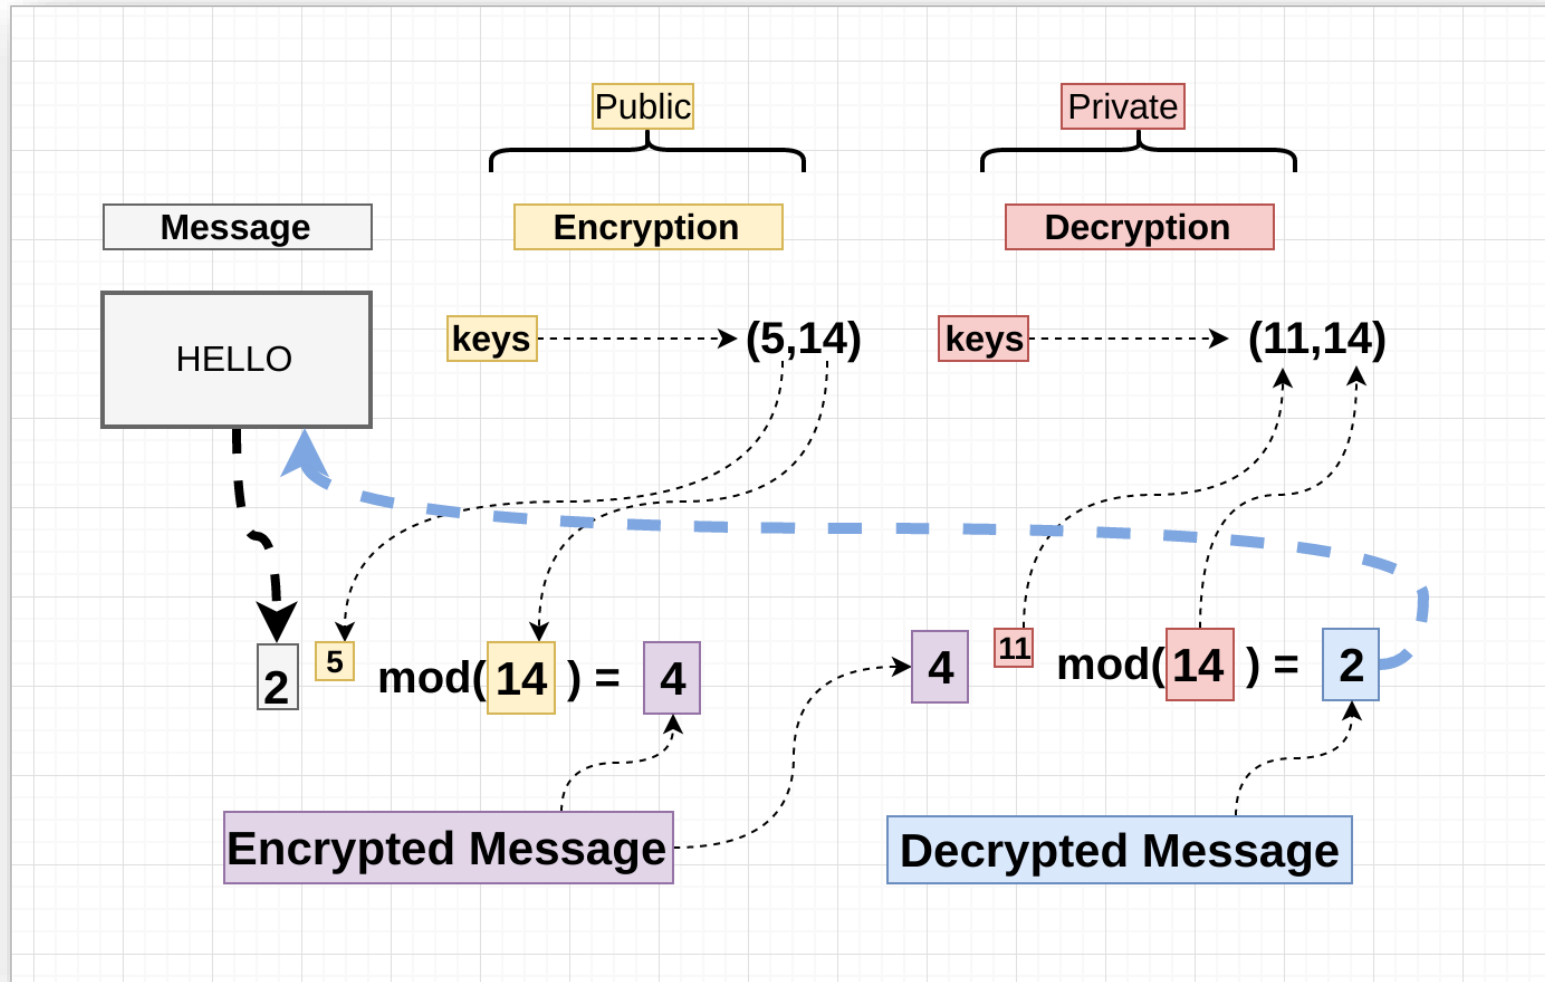 Public
Private
Message
Encryption
Decryption
HELLO
keys
(5,14)
keys
(11,14)
2 5 mod( 14 ) = 4
4 11 mod( 14 ) = 2
Encrypted Message
Decrypted Message